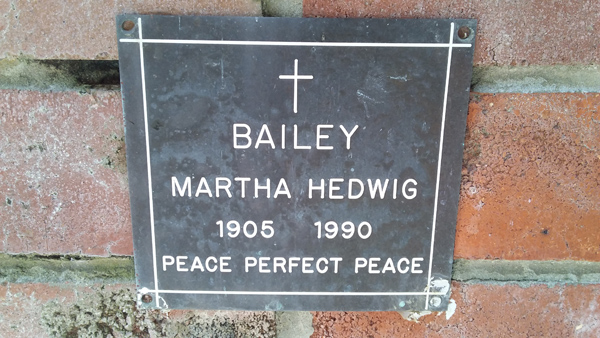 BAILEY
MARTHA HEDWIG
1905 1990
PEACE PERFECT PEACE